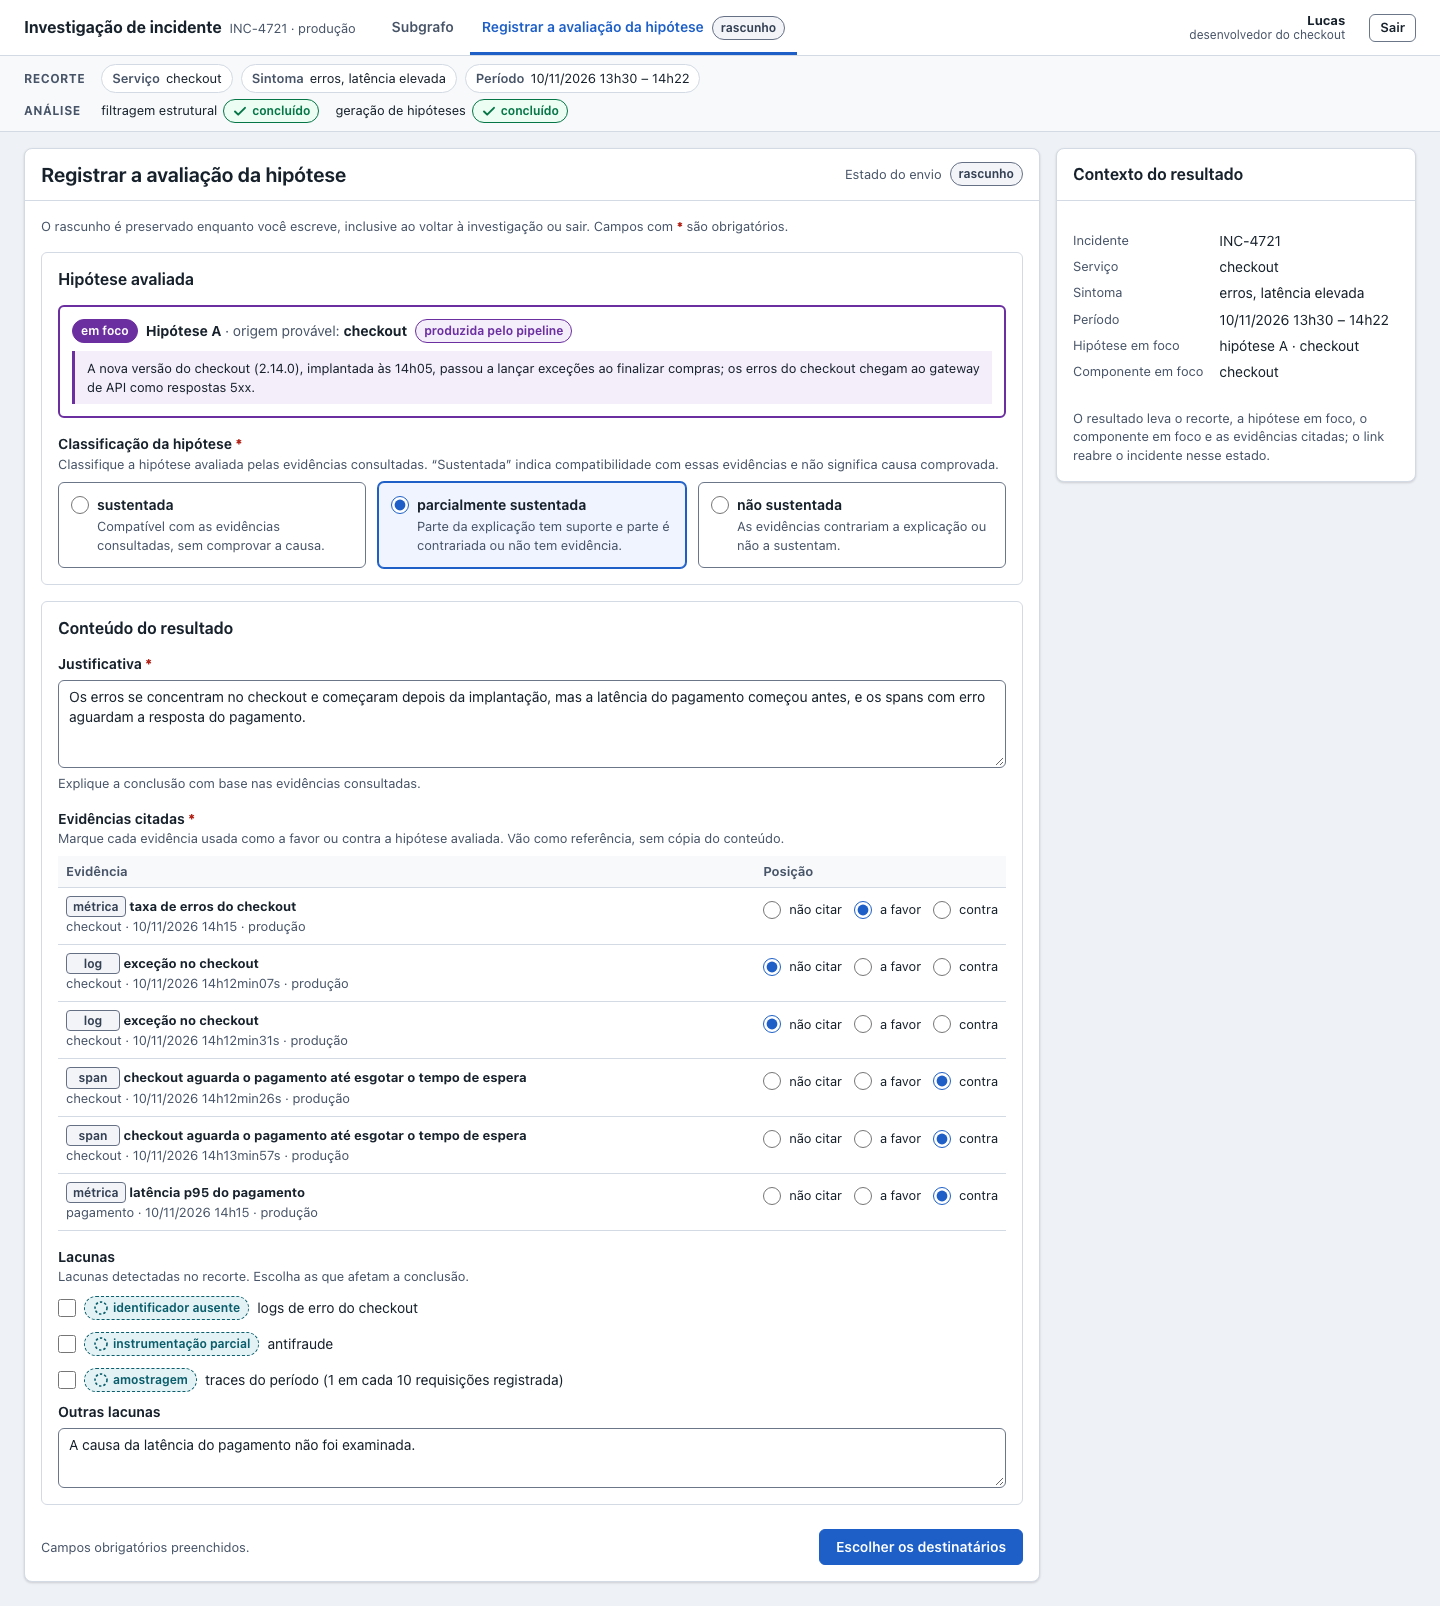 Investigação de incidente INC-4721 · produção
Subgrafo
Registrar a avaliação da hipótese rascunho
Lucas
desenvolvedor do checkout
Sair
RECORTE Serviço checkout Sintoma erros, latência elevada Período 10/11/2026 13h30 – 14h22
ANÁLISE filtragem estrutural concluído geração de hipóteses concluído
Registrar a avaliação da hipótese
Estado do envio rascunho
O rascunho é preservado enquanto você escreve, inclusive ao voltar à investigação ou sair. Campos com * são obrigatórios.
Hipótese avaliada
em foco Hipótese A · origem provável: checkout produzida pelo pipeline
A nova versão do checkout (2.14.0), implantada às 14h05, passou a lançar exceções ao finalizar compras; os erros do checkout chegam ao gateway
de API como respostas 5xx.
Classificação da hipótese *
Classifique a hipótese avaliada pelas evidências consultadas. “Sustentada” indica compatibilidade com essas evidências e não significa causa comprovada.
sustentada
Compatível com as evidências
consultadas, sem comprovar a causa.
parcialmente sustentada
Parte da explicação tem suporte e parte é
contrariada ou não tem evidência.
não sustentada
As evidências contrariam a explicação ou
não a sustentam.
Conteúdo do resultado
Justificativa *
Os erros se concentram no checkout e começaram depois da implantação, mas a latência do pagamento começou antes, e os spans com erro
aguardam a resposta do pagamento.
Explique a conclusão com base nas evidências consultadas.
Evidências citadas *
Marque cada evidência usada como a favor ou contra a hipótese avaliada. Vão como referência, sem cópia do conteúdo.
Evidência Posição
métrica taxa de erros do checkout
checkout · 10/11/2026 14h15 · produção
não citar a favor contra
log exceção no checkout
checkout · 10/11/2026 14h12min07s · produção
não citar a favor contra
log exceção no checkout
checkout · 10/11/2026 14h12min31s · produção
não citar a favor contra
span checkout aguarda o pagamento até esgotar o tempo de espera
checkout · 10/11/2026 14h12min26s · produção
não citar a favor contra
span checkout aguarda o pagamento até esgotar o tempo de espera
checkout · 10/11/2026 14h13min57s · produção
não citar a favor contra
métrica latência p95 do pagamento
pagamento · 10/11/2026 14h15 · produção
não citar a favor contra
Lacunas
Lacunas detectadas no recorte. Escolha as que afetam a conclusão.
identificador ausente logs de erro do checkout
instrumentação parcial antifraude
amostragem traces do período (1 em cada 10 requisições registrada)
Outras lacunas
A causa da latência do pagamento não foi examinada.
Campos obrigatórios preenchidos.
Escolher os destinatários
Contexto do resultado
Incidente INC-4721
Serviço checkout
Sintoma erros, latência elevada
Período 10/11/2026 13h30 – 14h22
Hipótese em foco hipótese A · checkout
Componente em foco checkout
O resultado leva o recorte, a hipótese em foco, o
componente em foco e as evidências citadas; o link
reabre o incidente nesse estado.